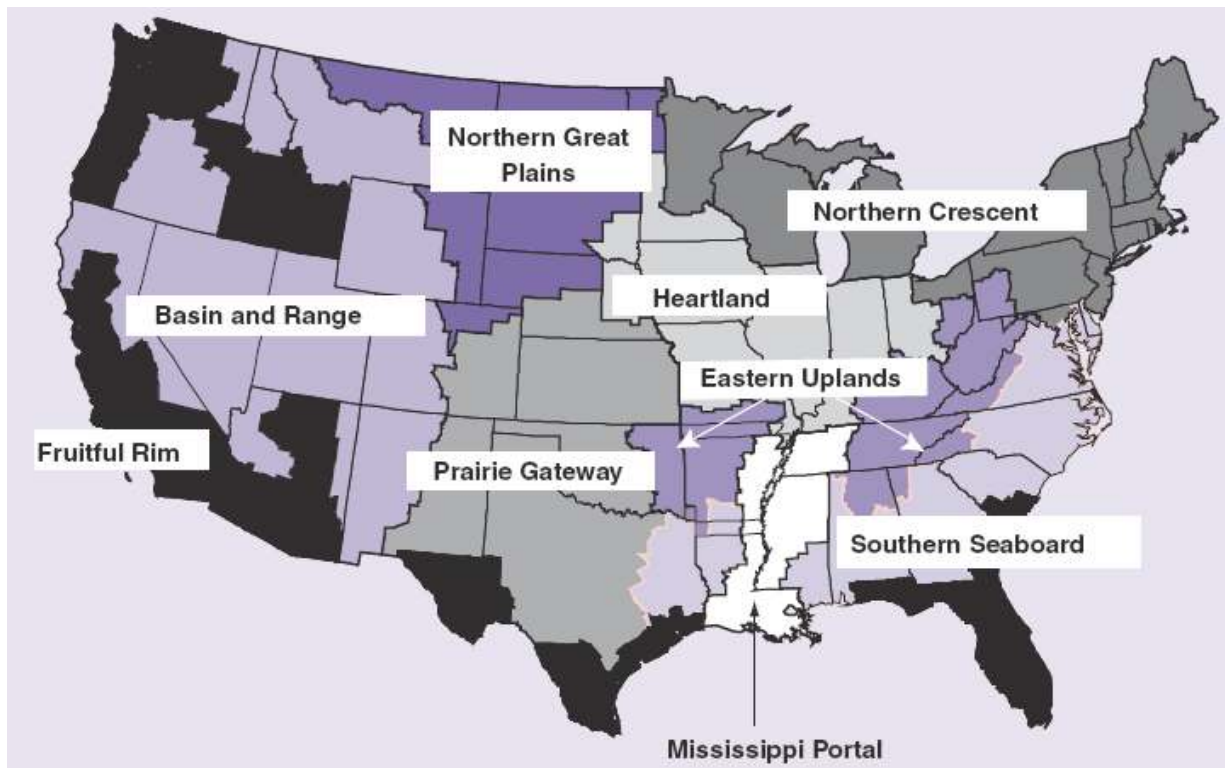 Northern Great
Plains
Northern Crescent
Heartland
Basin and Range
Eastern Uplands
Fruitful Rim
Prairie Gateway
Southern Seaboard
Mississippi Portal